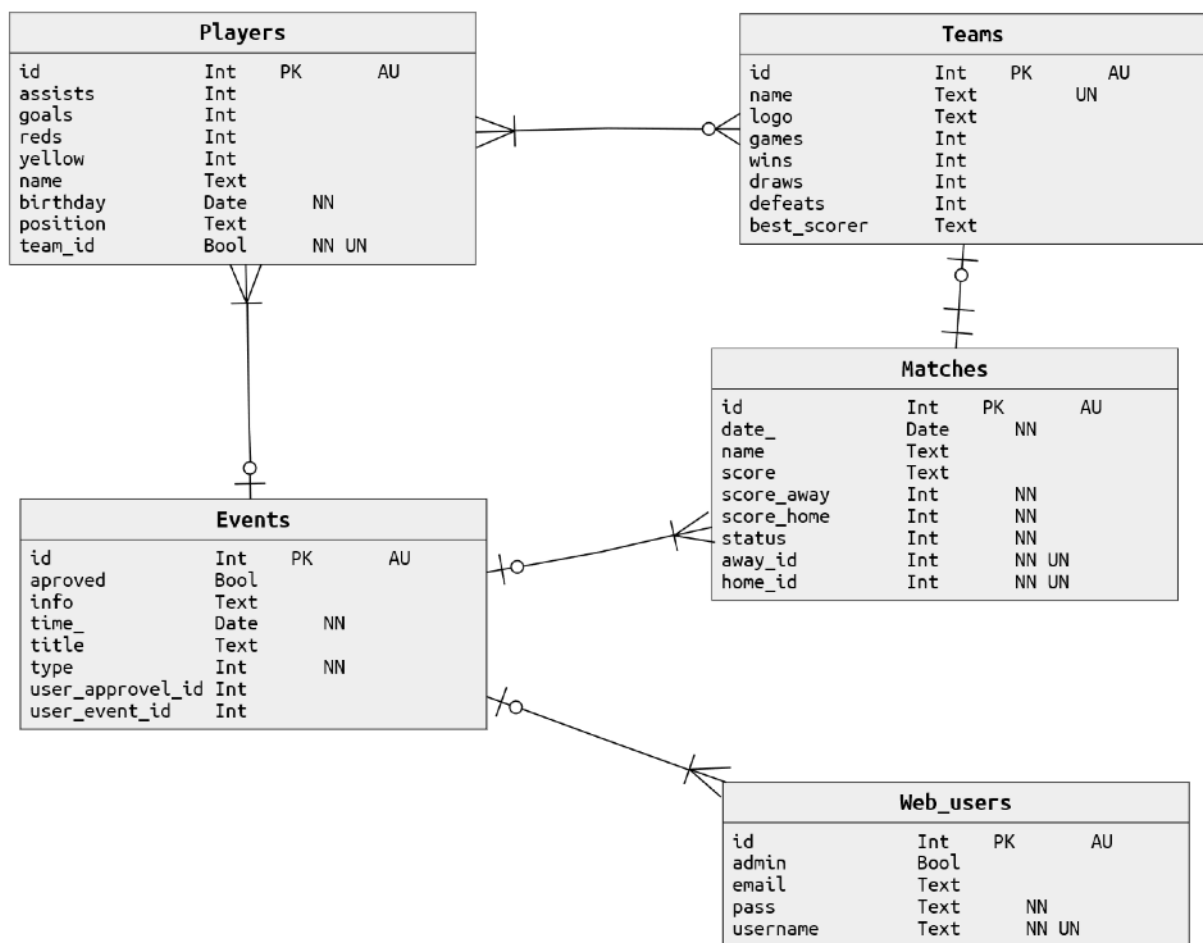 Players
id Int PK AU
assists Int
goals Int
reds Int
yellow Int
name Text
birthday Date NN
position Text
team_id Bool NN UN
Teams
id Int PK AU
name Text UN
logo Text
games Int
wins Int
draws Int
defeats Int
best_scorer Text
Matches
id Int PK AU
date_ Date NN
name Text
score Text
score_away Int NN
score_home Int NN
status Int NN
away_id Int NN UN
home_id Int NN UN
Events
id Int PK AU
aproved Bool
info Text
time_ Date NN
title Text
type Int NN
user_approvel_id Int
user_event_id Int
Web_users
id Int PK AU
admin Bool
email Text
pass Text NN
username Text NN UN